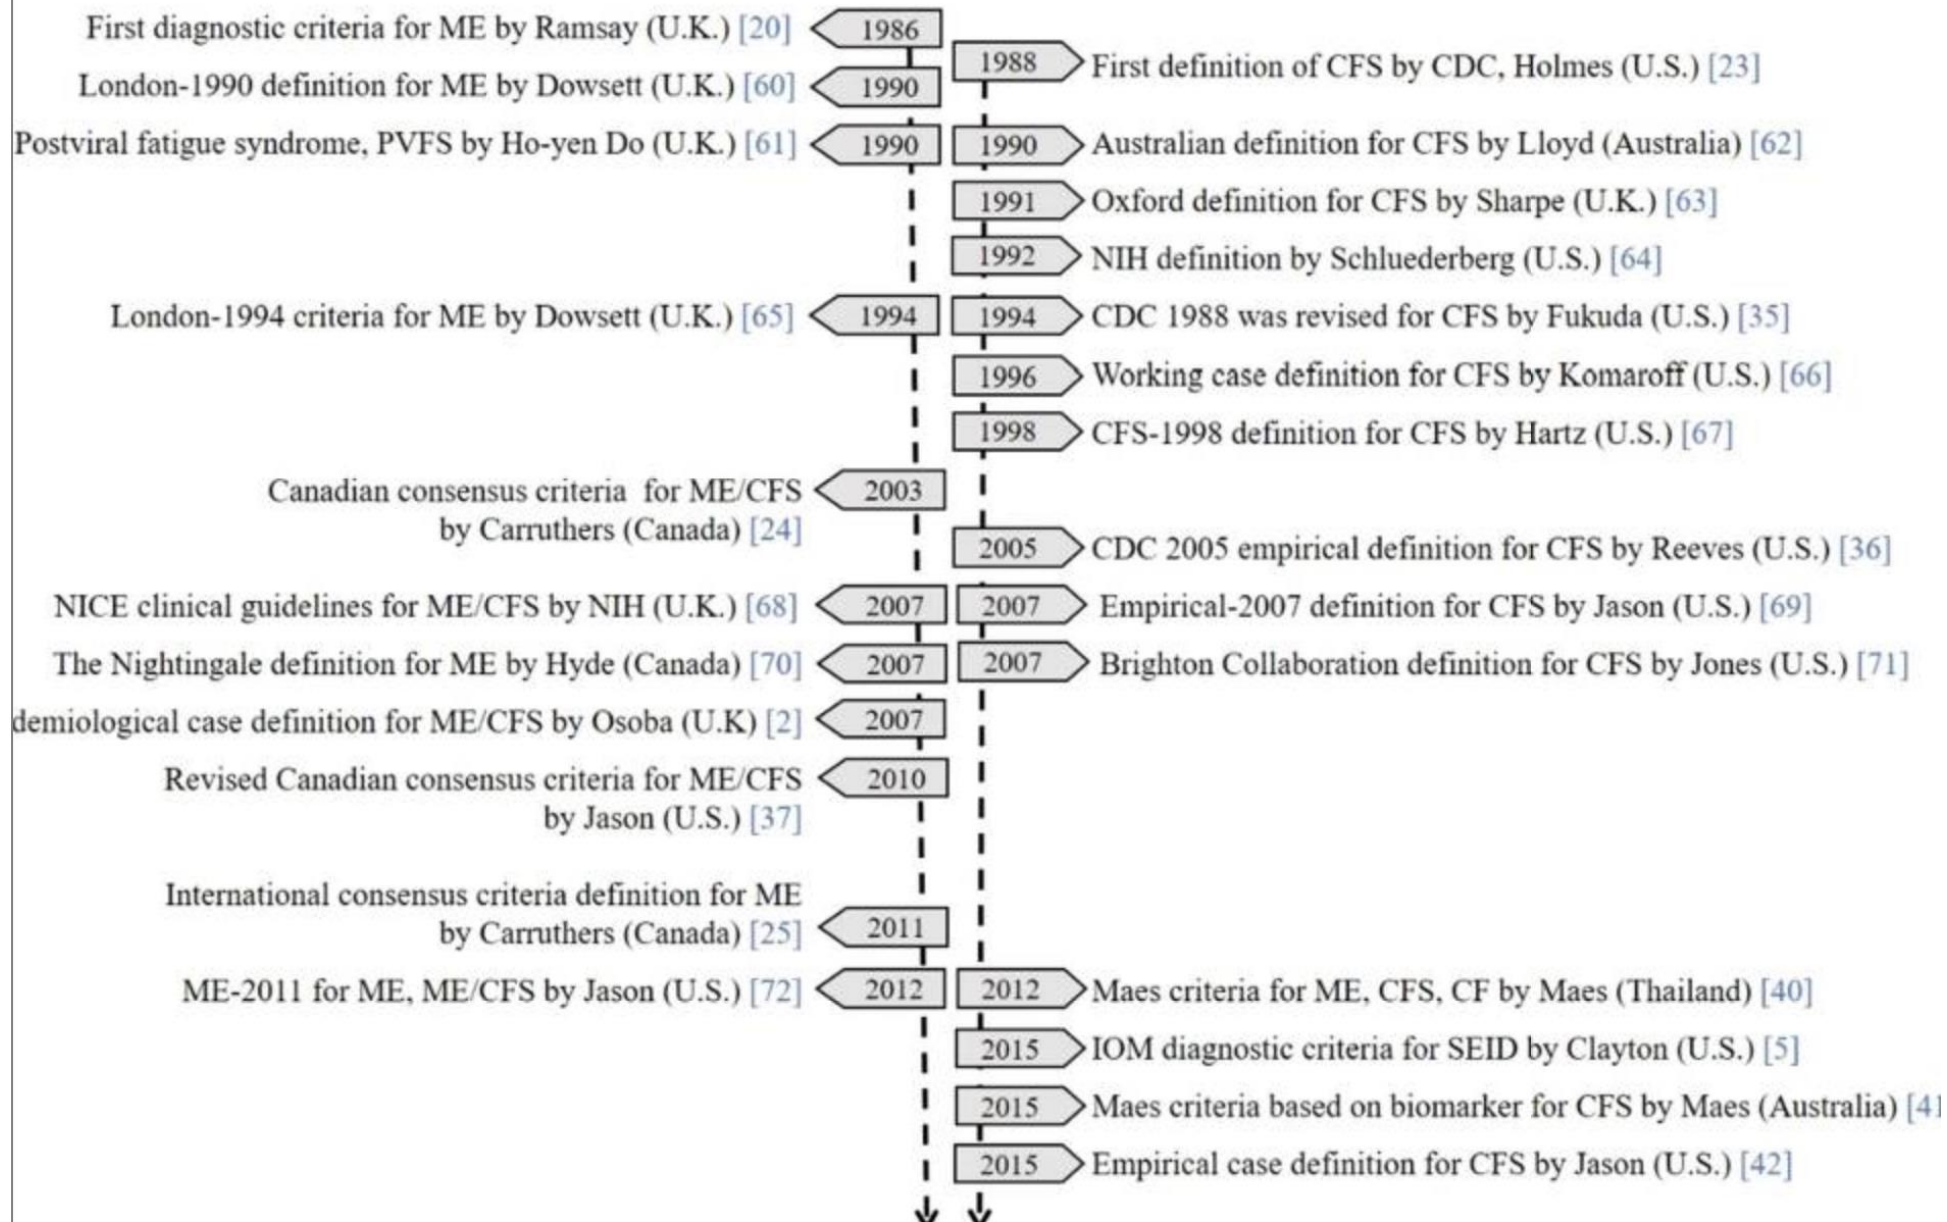 First diagnostic criteria for ME by Ramsay (U.K.) [20] 1986
1988 First definition of CFS by CDC, Holmes (U.S.) [23]
London-1990 definition for ME by Dowsett (U.K.) [60] 1990
Postviral fatigue syndrome, PVFS by Ho-yen Do (U.K.) [61] 1990
1990 Australian definition for CFS by Lloyd (Australia) [62]
1991 Oxford definition for CFS by Sharpe (U.K.) [63]
1992 NIH definition by Schluederberg (U.S.) [64]
London-1994 criteria for ME by Dowsett (U.K.) [65] 1994
1994 CDC 1988 was revised for CFS by Fukuda (U.S.) [35]
1996 Working case definition for CFS by Komaroff (U.S.) [66]
1998 CFS-1998 definition for CFS by Hartz (U.S.) [67]
Canadian consensus criteria for ME/CFS 2003
by Carruthers (Canada) [24]
2005 CDC 2005 empirical definition for CFS by Reeves (U.S.) [36]
NICE clinical guidelines for ME/CFS by NIH (U.K.) [68] 2007
2007 Empirical-2007 definition for CFS by Jason (U.S.) [69]
The Nightingale definition for ME by Hyde (Canada) [70] 2007
2007 Brighton Collaboration definition for CFS by Jones (U.S.) [71]
demiological case definition for ME/CFS by Osoba (U.K) [2] 2007
Revised Canadian consensus criteria for ME/CFS 2010
by Jason (U.S.) [37]
International consensus criteria definition for ME
by Carruthers (Canada) [25] 2011
ME-2011 for ME, ME/CFS by Jason (U.S.) [72] 2012
2012 Maes criteria for ME, CFS, CF by Maes (Thailand) [40]
2015 IOM diagnostic criteria for SEID by Clayton (U.S.) [5]
2015 Maes criteria based on biomarker for CFS by Maes (Australia) [41
2015 Empirical case definition for CFS by Jason (U.S.) [42]